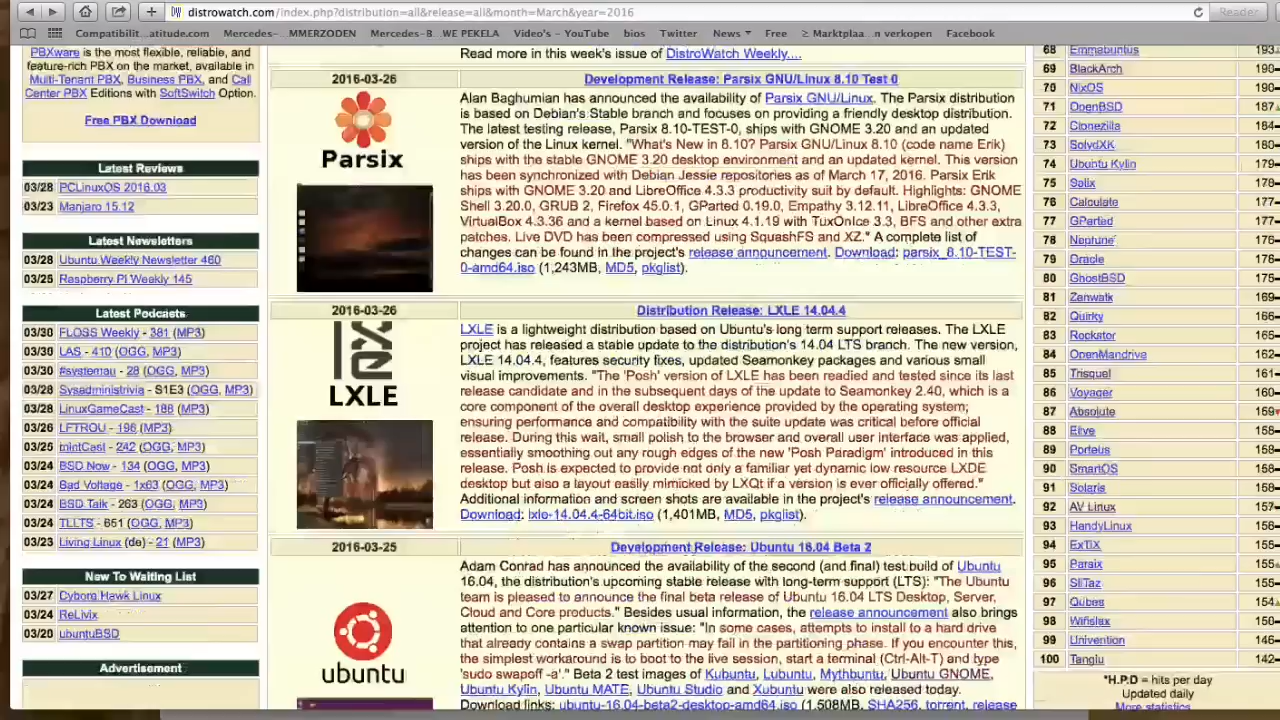 distrowatch.com/index.php?distribution=all&release=all&month=March&year=2016
Reader
Compatibilit...atitude.com Mercedes-...MMERZODEN Mercedes-B...WE PEKELA Video's – YouTube bios Twitter News Free ≥ Marktplaa...n verkopen Facebook
PBXware is the most flexible, reliable, and
feature-rich PBX on the market, available in
Multi-Tenant PBX, Business PBX, and Call
Center PBX Editions with SoftSwitch Option.
Free PBX Download
Latest Reviews
03/28 PCLinuxOS 2016.03
03/23 Manjaro 15.12
Latest Newsletters
03/28 Ubuntu Weekly Newsletter 460
03/25 Raspberry Pi Weekly 145
Latest Podcasts
03/30 FLOSS Weekly - 381 (MP3)
03/30 LAS - 410 (OGG, MP3)
03/30 #systemau - 28 (OGG, MP3)
03/28 Sysadministrivia - S1E3 (OGG, MP3)
03/28 LinuxGameCast - 188 (MP3)
03/26 LFTROU - 196 (MP3)
03/25 mintCast - 242 (OGG, MP3)
03/24 BSD Now - 134 (OGG, MP3)
03/24 Bad Voltage - 1x63 (OGG, MP3)
03/24 BSD Talk - 263 (OGG, MP3)
03/24 TLLTS - 651 (OGG, MP3)
03/23 Living Linux (de) - 21 (MP3)
New To Waiting List
03/27 Cyborg Hawk Linux
03/24 ReLivix
03/20 ubuntuBSD
Advertisement
Read more in this week's issue of DistroWatch Weekly....
2016-03-26 Development Release: Parsix GNU/Linux 8.10 Test 0
Parsix
Alan Baghumian has announced the availability of Parsix GNU/Linux. The Parsix distribution
is based on Debian's Stable branch and focuses on providing a friendly desktop distribution.
The latest testing release, Parsix 8.10-TEST-0, ships with GNOME 3.20 and an updated
version of the Linux kernel. "What's New in 8.10? Parsix GNU/Linux 8.10 (code name Erik)
ships with the stable GNOME 3.20 desktop environment and an updated kernel. This version
has been synchronized with Debian Jessie repositories as of March 17, 2016. Parsix Erik
ships with GNOME 3.20 and LibreOffice 4.3.3 productivity suit by default. Highlights: GNOME
Shell 3.20.0, GRUB 2, Firefox 45.0.1, GParted 0.19.0, Empathy 3.12.11, LibreOffice 4.3.3,
VirtualBox 4.3.36 and a kernel based on Linux 4.1.19 with TuxOnIce 3.3, BFS and other extra
patches. Live DVD has been compressed using SquashFS and XZ." A complete list of
changes can be found in the project's release announcement. Download: parsix_8.10-TEST-
0-amd64.iso (1,243MB, MD5, pkglist).
2016-03-26 Distribution Release: LXLE 14.04.4
LXLE
LXLE is a lightweight distribution based on Ubuntu's long term support releases. The LXLE
project has released a stable update to the distribution's 14.04 LTS branch. The new version,
LXLE 14.04.4, features security fixes, updated Seamonkey packages and various small
visual improvements. "The 'Posh' version of LXLE has been readied and tested since its last
release candidate and in the subsequent days of the update to Seamonkey 2.40, which is a
core component of the overall desktop experience provided by the operating system;
ensuring performance and compatibility with the suite update was critical before official
release. During this wait, small polish to the browser and overall user interface was applied,
essentially smoothing out any rough edges of the new 'Posh Paradigm' introduced in this
release. Posh is expected to provide not only a familiar yet dynamic low resource LXDE
desktop but also a layout easily mimicked by LXQt if a version is ever officially offered."
Additional information and screen shots are available in the project's release announcement.
Download: lxle-14.04.4-64bit.iso (1,401MB, MD5, pkglist).
2016-03-25 Development Release: Ubuntu 16.04 Beta 2
ubuntu
Adam Conrad has announced the availability of the second (and final) test build of Ubuntu
16.04, the distribution's upcoming stable release with long-term support (LTS): "The Ubuntu
team is pleased to announce the final beta release of Ubuntu 16.04 LTS Desktop, Server,
Cloud and Core products." Besides usual information, the release announcement also brings
attention to one particular known issue: "In some cases, attempts to install to a hard drive
that already contains a swap partition may fail in the partitioning phase. If you encounter this,
the simplest workaround is to boot to the live session, start a terminal (Ctrl-Alt-T) and type
'sudo swapoff -a'." Beta 2 test images of Kubuntu, Lubuntu, Mythbuntu, Ubuntu GNOME,
Ubuntu Kylin, Ubuntu MATE, Ubuntu Studio and Xubuntu were also released today.
Download links: ubuntu-16.04-beta2-desktop-amd64.iso (1,508MB, SHA256, torrent, release
68 Emmabuntüs 193
69 BlackArch 190
70 NixOS 190
71 OpenBSD 187
72 Clonezilla 184
73 SolydXK 180
74 Ubuntu Kylin 179
75 Salix 178
76 Calculate 177
77 GParted 177
78 Neptune 176
79 Oracle 176
80 GhostBSD 175
81 Zenwalk 169
82 Quirky 166
83 Rockstor 165
84 OpenMandriva 165
85 Trisquel 161
86 Voyager 160
87 Absolute 159
88 Elive 158
89 Porteus 158
90 SmartOS 158
91 Solaris 158
92 AV Linux 157
93 HandyLinux 156
94 ExTiX 155
95 Parsix 155
96 SliTaz 155
97 Qubes 154
98 Wifislax 150
99 Univention 146
100 Tanglu 142
*H.P.D = hits per day
Updated daily
More statistics